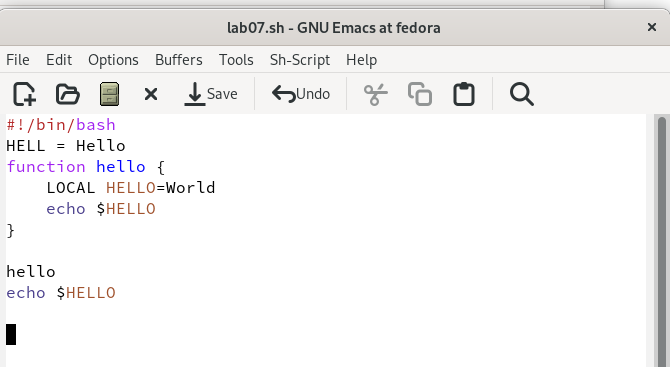 lab07.sh - GNU Emacs at fedora
File Edit Options Buffers Tools Sh-Script Help
Save Undo
#!/bin/bash
HELL = Hello
function hello {
    LOCAL HELLO=World
    echo $HELLO
}
hello
echo $HELLO